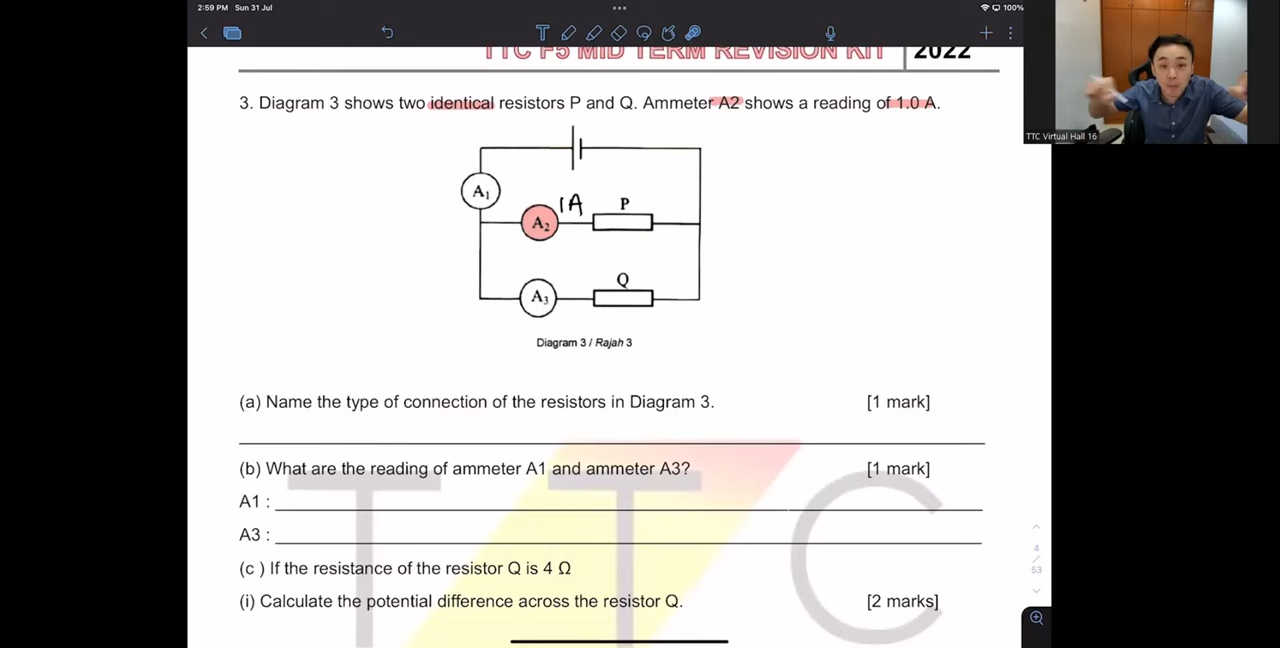 2:59 PM Sun 31 Jul
100%
T
TTC F5 MID TERM REVISION KIT 2022
3. Diagram 3 shows two identical resistors P and Q. Ammeter A2 shows a reading of 1.0 A.
A1
1A
P
A2
Q
A3
Diagram 3 / Rajah 3
(a) Name the type of connection of the resistors in Diagram 3. [1 mark]
(b) What are the reading of ammeter A1 and ammeter A3? [1 mark]
A1 :
A3 :
(c ) If the resistance of the resistor Q is 4 Ω
(i) Calculate the potential difference across the resistor Q. [2 marks]
TTC
4
/
53
TTC Virtual Hall 16